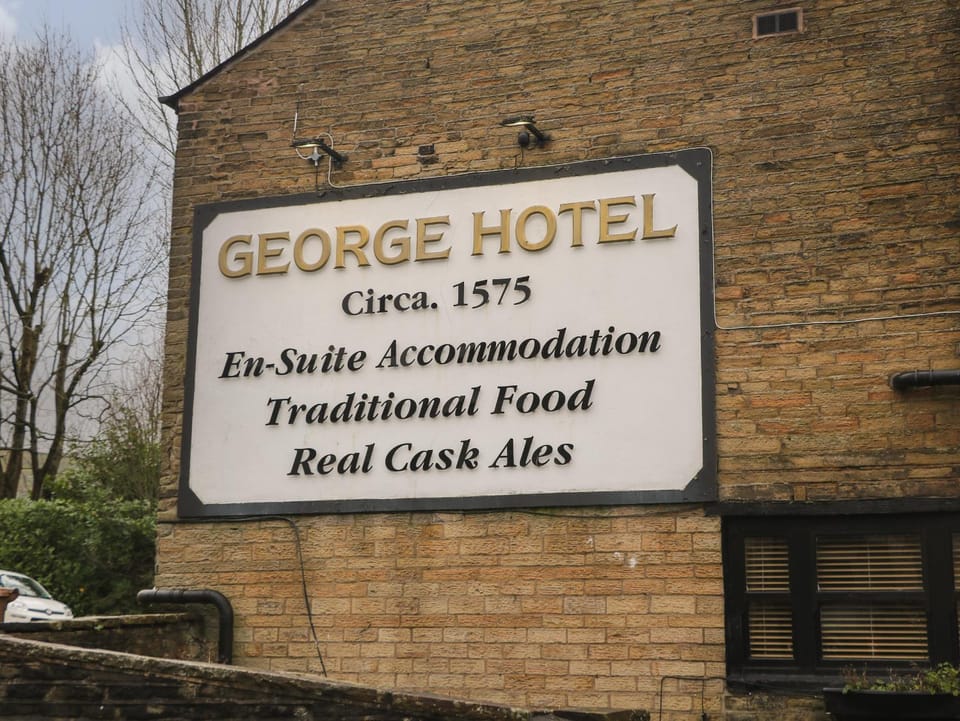 GEORGE HOTEL
Circa. 1575
En-Suite Accommodation
Traditional Food
Real Cask Ales